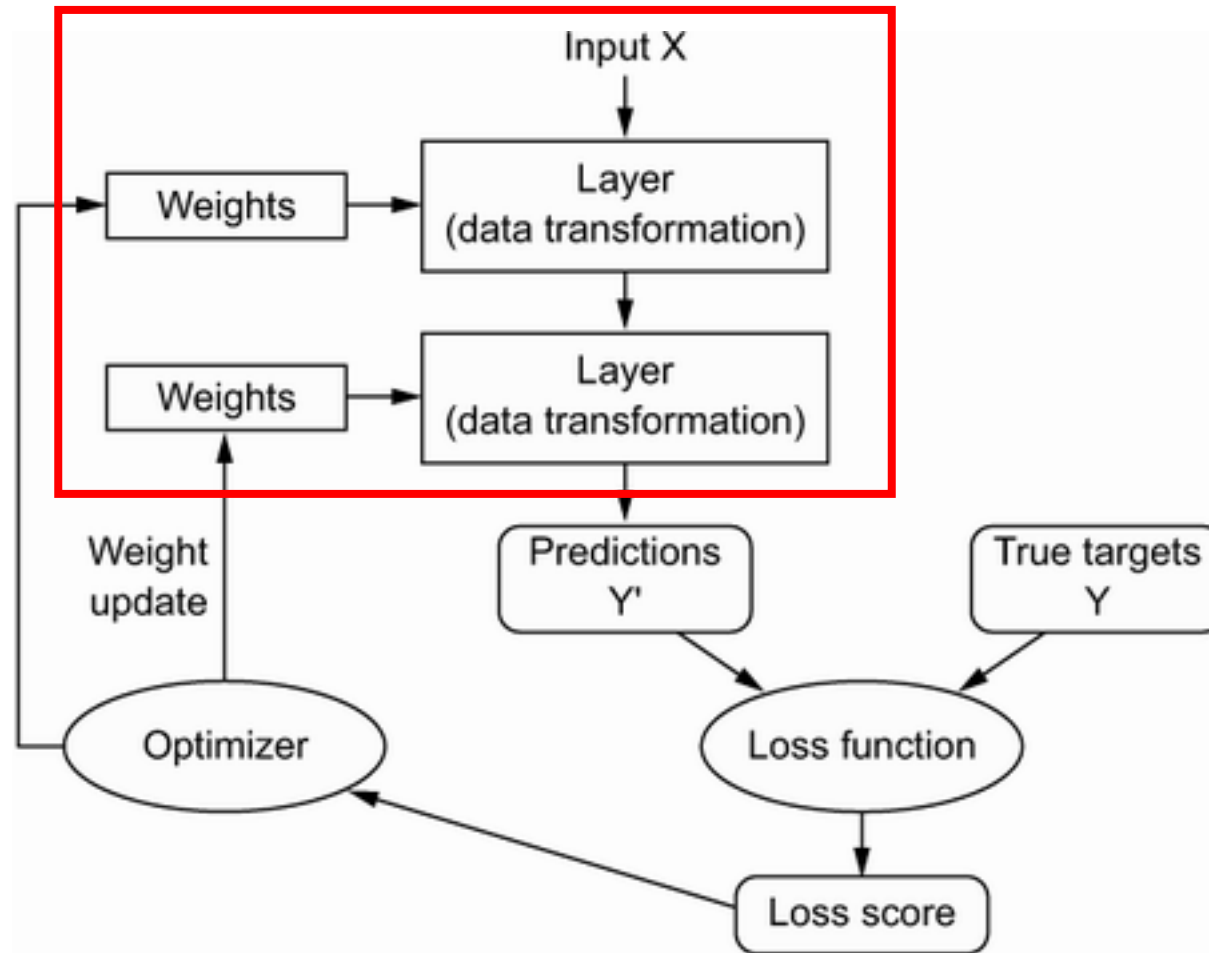 Input X
Weights
Layer
(data transformation)
Weights
Layer
(data transformation)
Weight
update
Predictions
Y'
True targets
Y
Optimizer
Loss function
Loss score